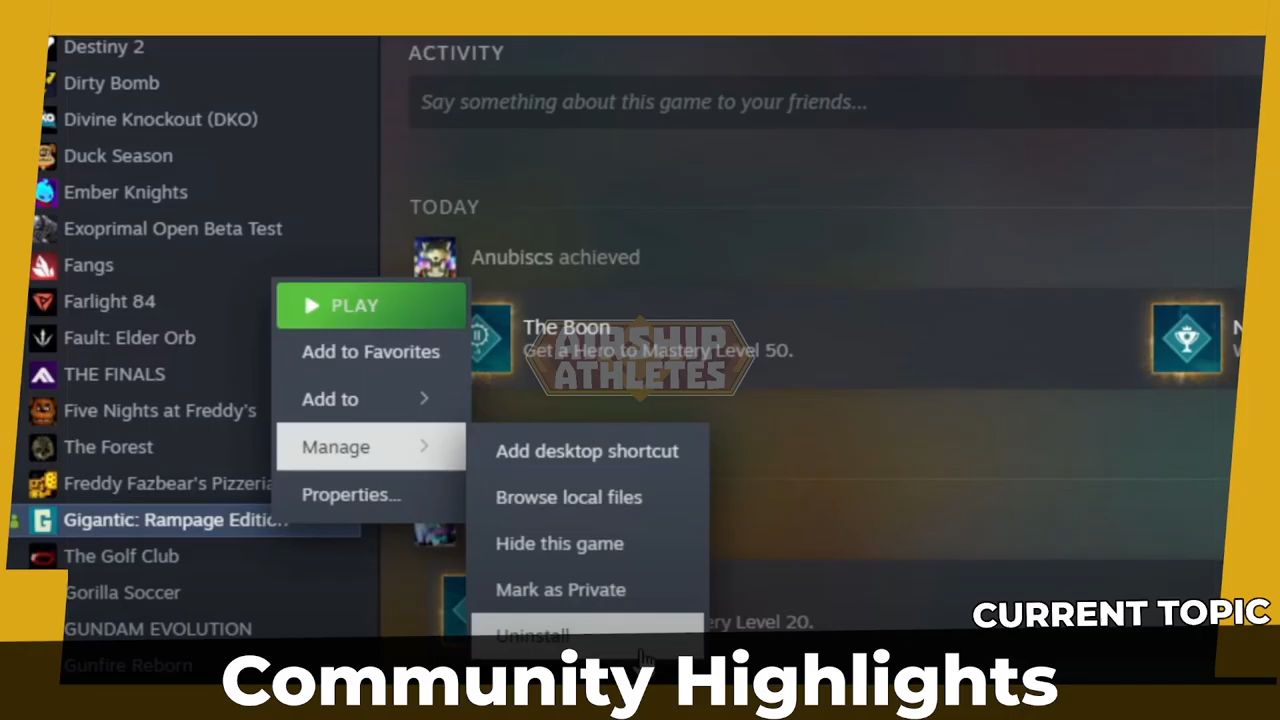 Destiny 2
Dirty Bomb
Divine Knockout (DKO)
Duck Season
Ember Knights
Exoprimal Open Beta Test
Fangs
Farlight 84
Fault: Elder Orb
THE FINALS
Five Nights at Freddy's
The Forest
Freddy Fazbear's Pizzeria
Gigantic: Rampage Edition
The Golf Club
Gorilla Soccer
GUNDAM EVOLUTION
Gunfire Reborn
ACTIVITY
Say something about this game to your friends...
TODAY
Anubiscs achieved
The Boon
Get a Hero to Mastery Level 50.
AIRSHIP
ATHLETES
PLAY
Add to Favorites
Add to
Manage
Properties...
Add desktop shortcut
Browse local files
Hide this game
Mark as Private
Uninstall
ry Level 20.
CURRENT TOPIC
Community Highlights